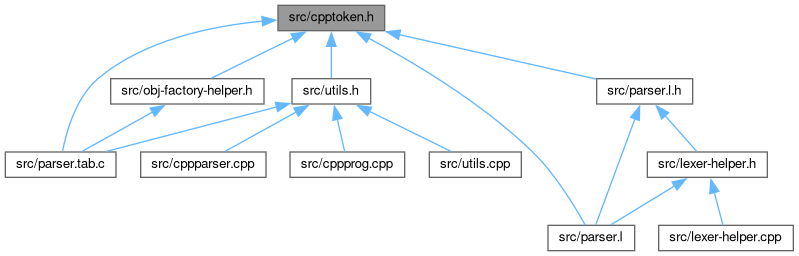 src/cpptoken.h
src/obj-factory-helper.h
src/utils.h
src/parser.l.h
src/parser.tab.c
src/cppparser.cpp
src/cppprog.cpp
src/utils.cpp
src/lexer-helper.h
src/parser.l
src/lexer-helper.cpp